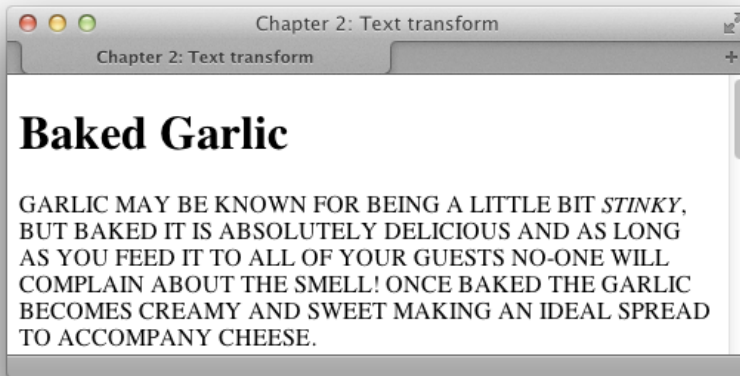 Chapter 2: Text transform
Chapter 2: Text transform
+
Baked Garlic
GARLIC MAY BE KNOWN FOR BEING A LITTLE BIT STINKY,
BUT BAKED IT IS ABSOLUTELY DELICIOUS AND AS LONG
AS YOU FEED IT TO ALL OF YOUR GUESTS NO-ONE WILL
COMPLAIN ABOUT THE SMELL! ONCE BAKED THE GARLIC
BECOMES CREAMY AND SWEET MAKING AN IDEAL SPREAD
TO ACCOMPANY CHEESE.